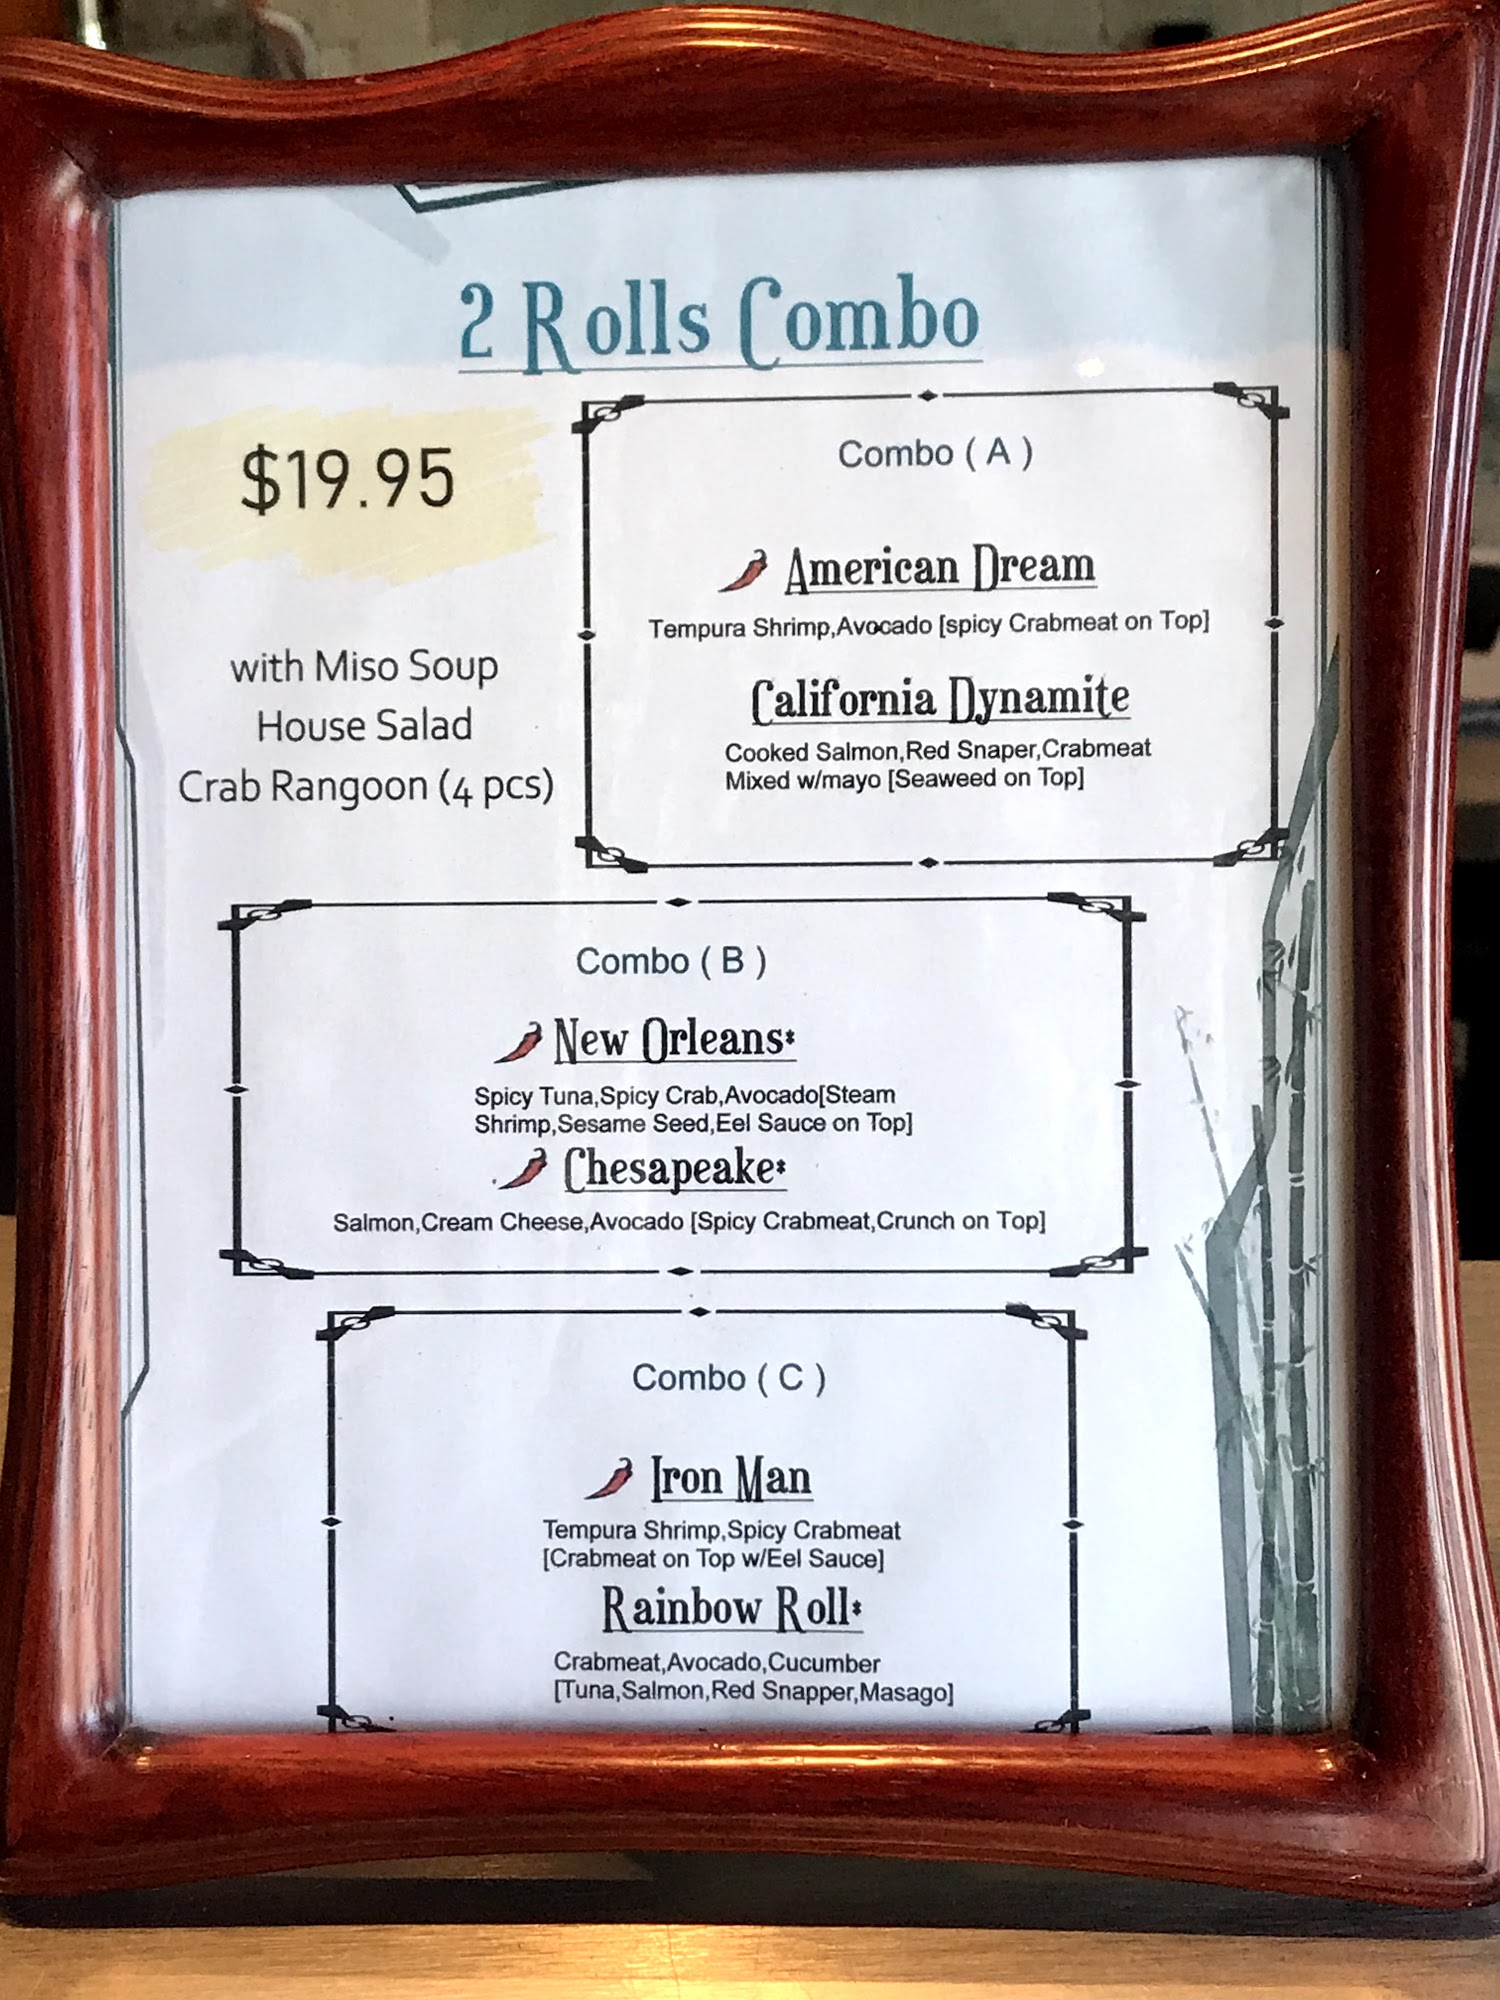 2 Rolls Combo
$19.95
with Miso Soup
House Salad
Crab Rangoon (4 pcs)
Combo ( A )
American Dream
Tempura Shrimp,Avocado [spicy Crabmeat on Top]
California Dynamite
Cooked Salmon,Red Snaper,Crabmeat
Mixed w/mayo [Seaweed on Top]
Combo ( B )
New Orleans*
Spicy Tuna,Spicy Crab,Avocado[Steam
Shrimp,Sesame Seed,Eel Sauce on Top]
Chesapeake*
Salmon,Cream Cheese,Avocado [Spicy Crabmeat,Crunch on Top]
Combo ( C )
Iron Man
Tempura Shrimp,Spicy Crabmeat
[Crabmeat on Top w/Eel Sauce]
Rainbow Roll*
Crabmeat,Avocado,Cucumber
[Tuna,Salmon,Red Snapper,Masago]